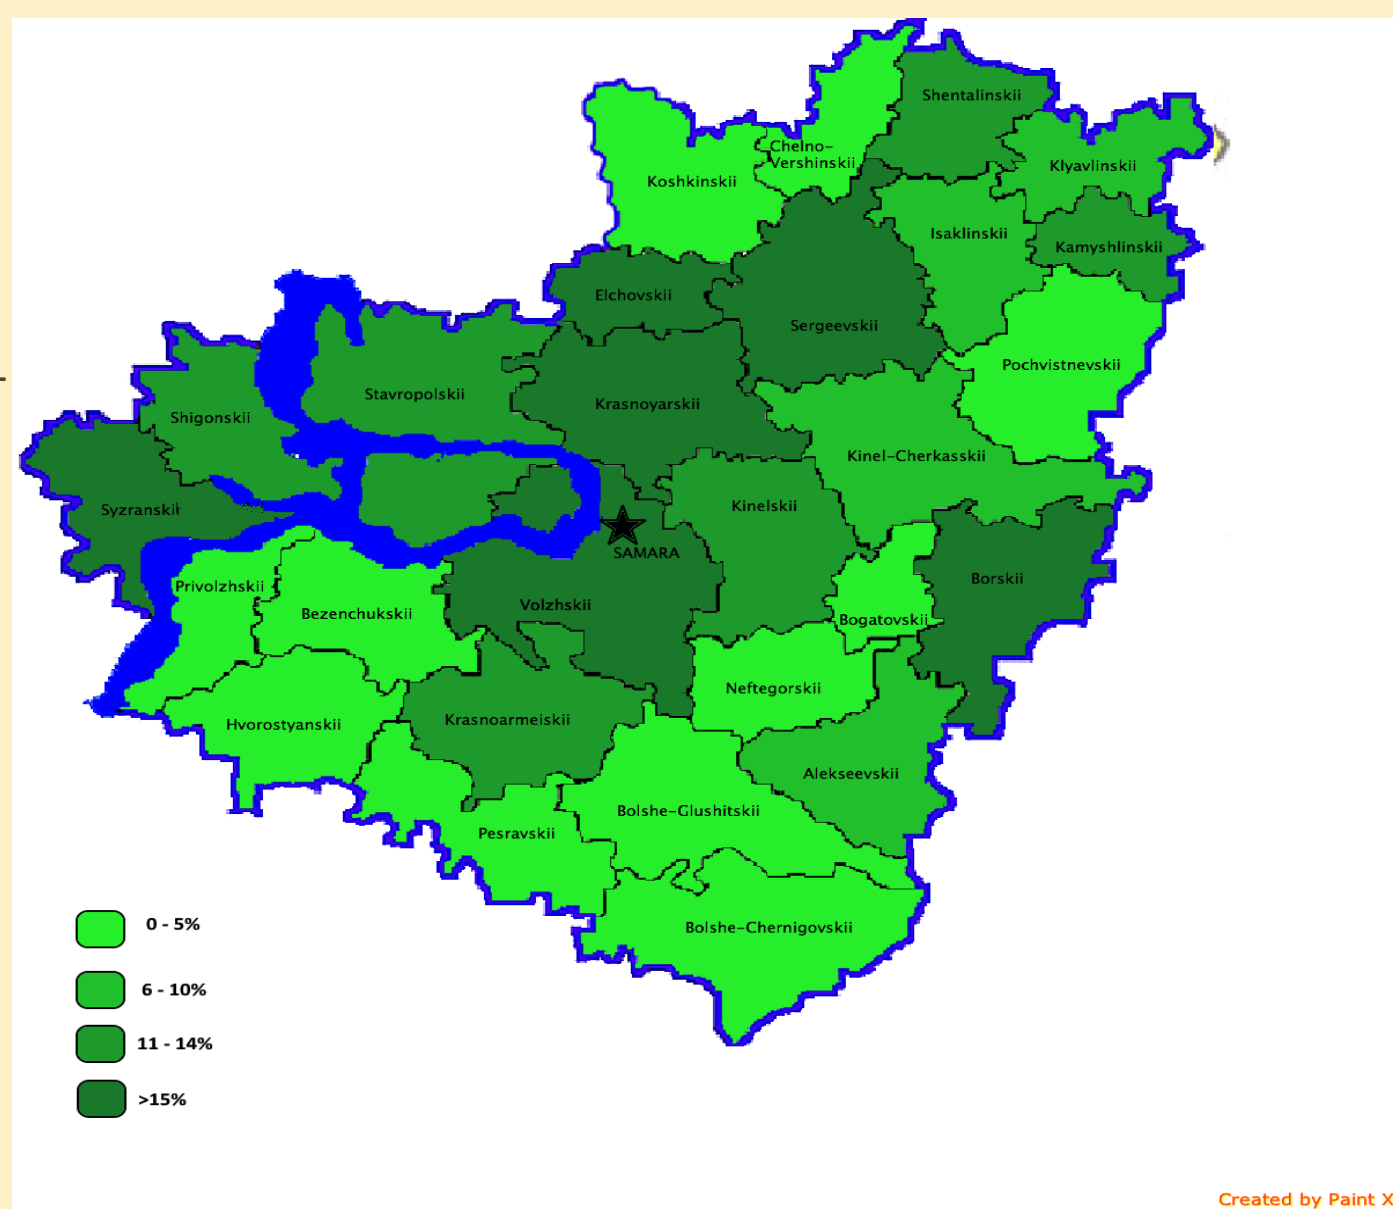 Shentalinskii
Chelno-
Vershinskii
Klyavlinskii
Koshkinskii
Isaklinskii
Kamyshlinskii
Elchovskii
Sergeevskii
Pochvistnevskii
Stavropolskii
Krasnoyarskii
Shigonskii
Kinel-Cherkasskii
Syzranskii
Kinelskii
SAMARA
Borskii
Privolzhskii
Bezenchukskii
Volzhskii
Bogatovskii
Neftegorskii
Hvorostyanskii
Krasnoarmeiskii
Alekseevskii
Bolshe-Glushitskii
Pesravskii
Bolshe-Chernigovskii
0 - 5%
6 - 10%
11 - 14%
>15%
Created by Paint X